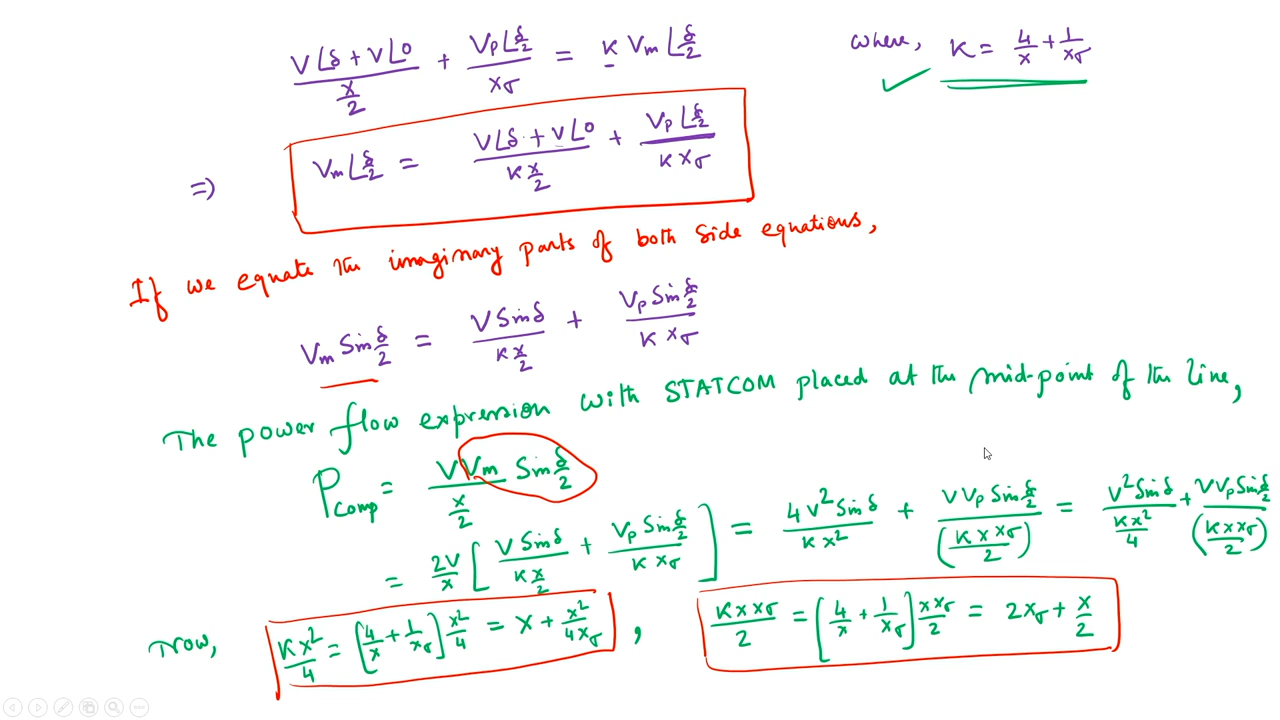 (V∠δ + V∠0)/(x/2) + (Vp∠δ/2)/xσ = K Vm∠δ/2 where, K = 4/x + 1/xσ
⇒ Vm∠δ/2 = (V∠δ + V∠0)/(K x/2) + (Vp∠δ/2)/(K xσ)
If we equate the imaginary parts of both side equations,
Vm Sin δ/2 = (V Sin δ)/(K x/2) + (Vp Sin δ/2)/(K xσ)
The power flow expression with STATCOM placed at the mid-point of the line,
Pcomp = (V Vm Sin δ/2)/(x/2)
= 2V/x [ (V Sin δ)/(K x/2) + (Vp Sin δ/2)/(K xσ) ] = (4V² Sin δ)/(K x²) + (V Vp Sin δ/2)/(K x xσ/2) = (V² Sin δ)/(K x²/4) + (V Vp Sin δ/2)/(K x xσ/2)
Now, K x²/4 = [4/x + 1/xσ] x²/4 = x + x²/4xσ , K x xσ/2 = [4/x + 1/xσ] x xσ/2 = 2xσ + x/2